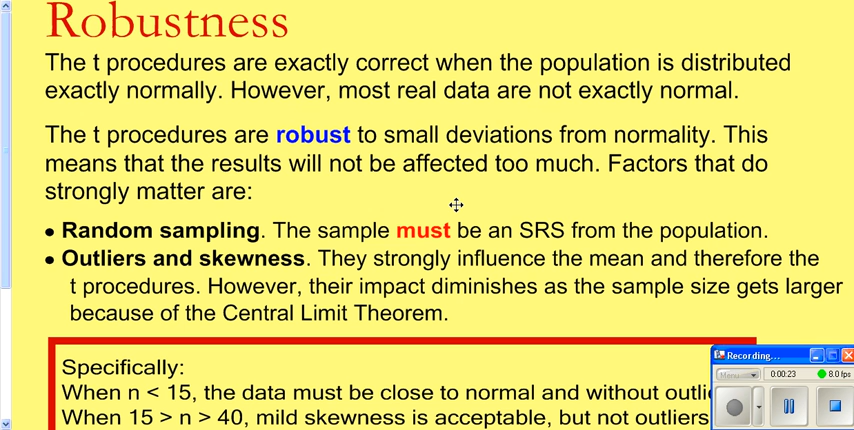 Robustness
The t procedures are exactly correct when the population is distributed
exactly normally. However, most real data are not exactly normal.
The t procedures are robust to small deviations from normality. This
means that the results will not be affected too much. Factors that do
strongly matter are:
• Random sampling. The sample must be an SRS from the population.
• Outliers and skewness. They strongly influence the mean and therefore the
t procedures. However, their impact diminishes as the sample size gets larger
because of the Central Limit Theorem.
Specifically:
When n < 15, the data must be close to normal and without
When 15 > n > 40, mild skewness is acceptable, but not outliers
Recording...
Menu
0:00:23
8.0 fps